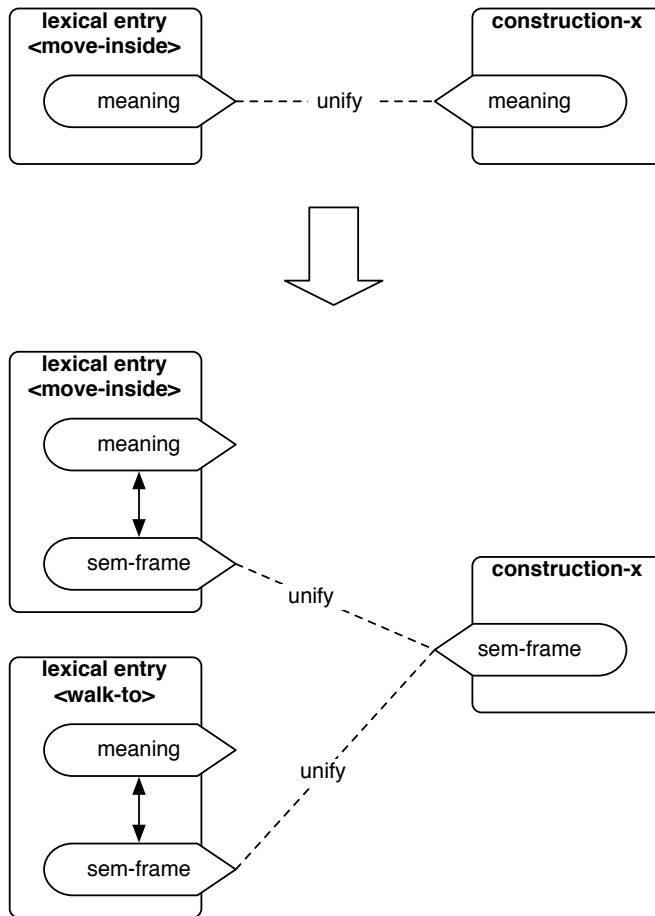 lexical entry
<move-inside>
meaning
unify
construction-x
meaning
lexical entry
<move-inside>
meaning
sem-frame
unify
construction-x
sem-frame
lexical entry
<walk-to>
meaning
unify
sem-frame